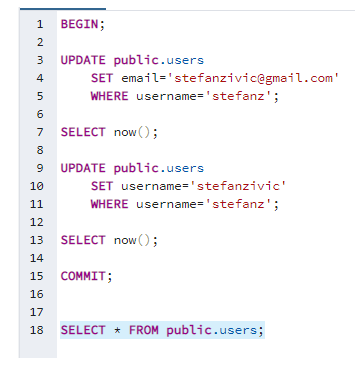 1 BEGIN;
2
3 UPDATE public.users
4 SET email='stefanzivic@gmail.com'
5 WHERE username='stefanz';
6
7 SELECT now();
8
9 UPDATE public.users
10 SET username='stefanzivic'
11 WHERE username='stefanz';
12
13 SELECT now();
14
15 COMMIT;
16
17
18 SELECT * FROM public.users;